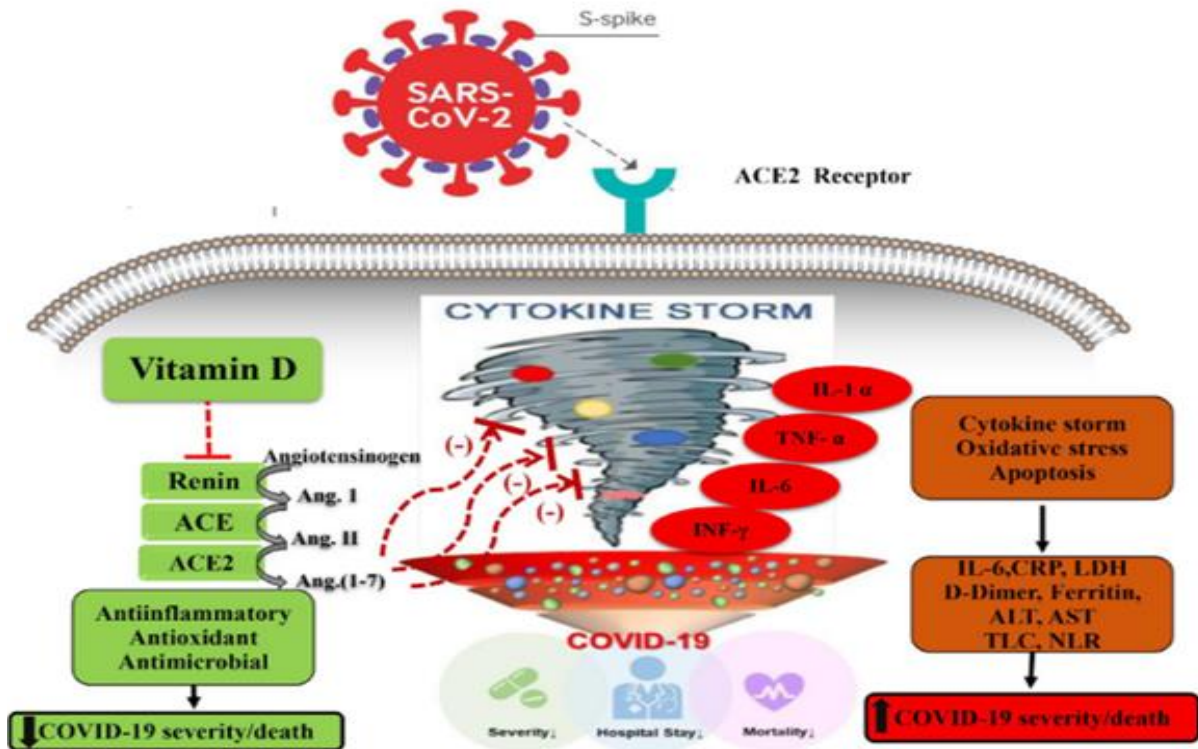 S-spike
SARS-
CoV-2
ACE2 Receptor
CYTOKINE STORM
Vitamin D
Renin
ACE
ACE2
Angiotensinogen
Ang. I
Ang. II
Ang.(1-7)
(-)
(-)
(-)
IL-1 α
TNF- α
IL-6
INF-γ
Antiinflammatory
Antioxidant
Antimicrobial
COVID-19 severity/death
COVID-19
Severity↓
Hospital Stay↓
Mortality↓
Cytokine storm
Oxidative stress
Apoptosis
IL-6,CRP, LDH
D-Dimer, Ferritin,
ALT, AST
TLC, NLR
COVID-19 severity/death